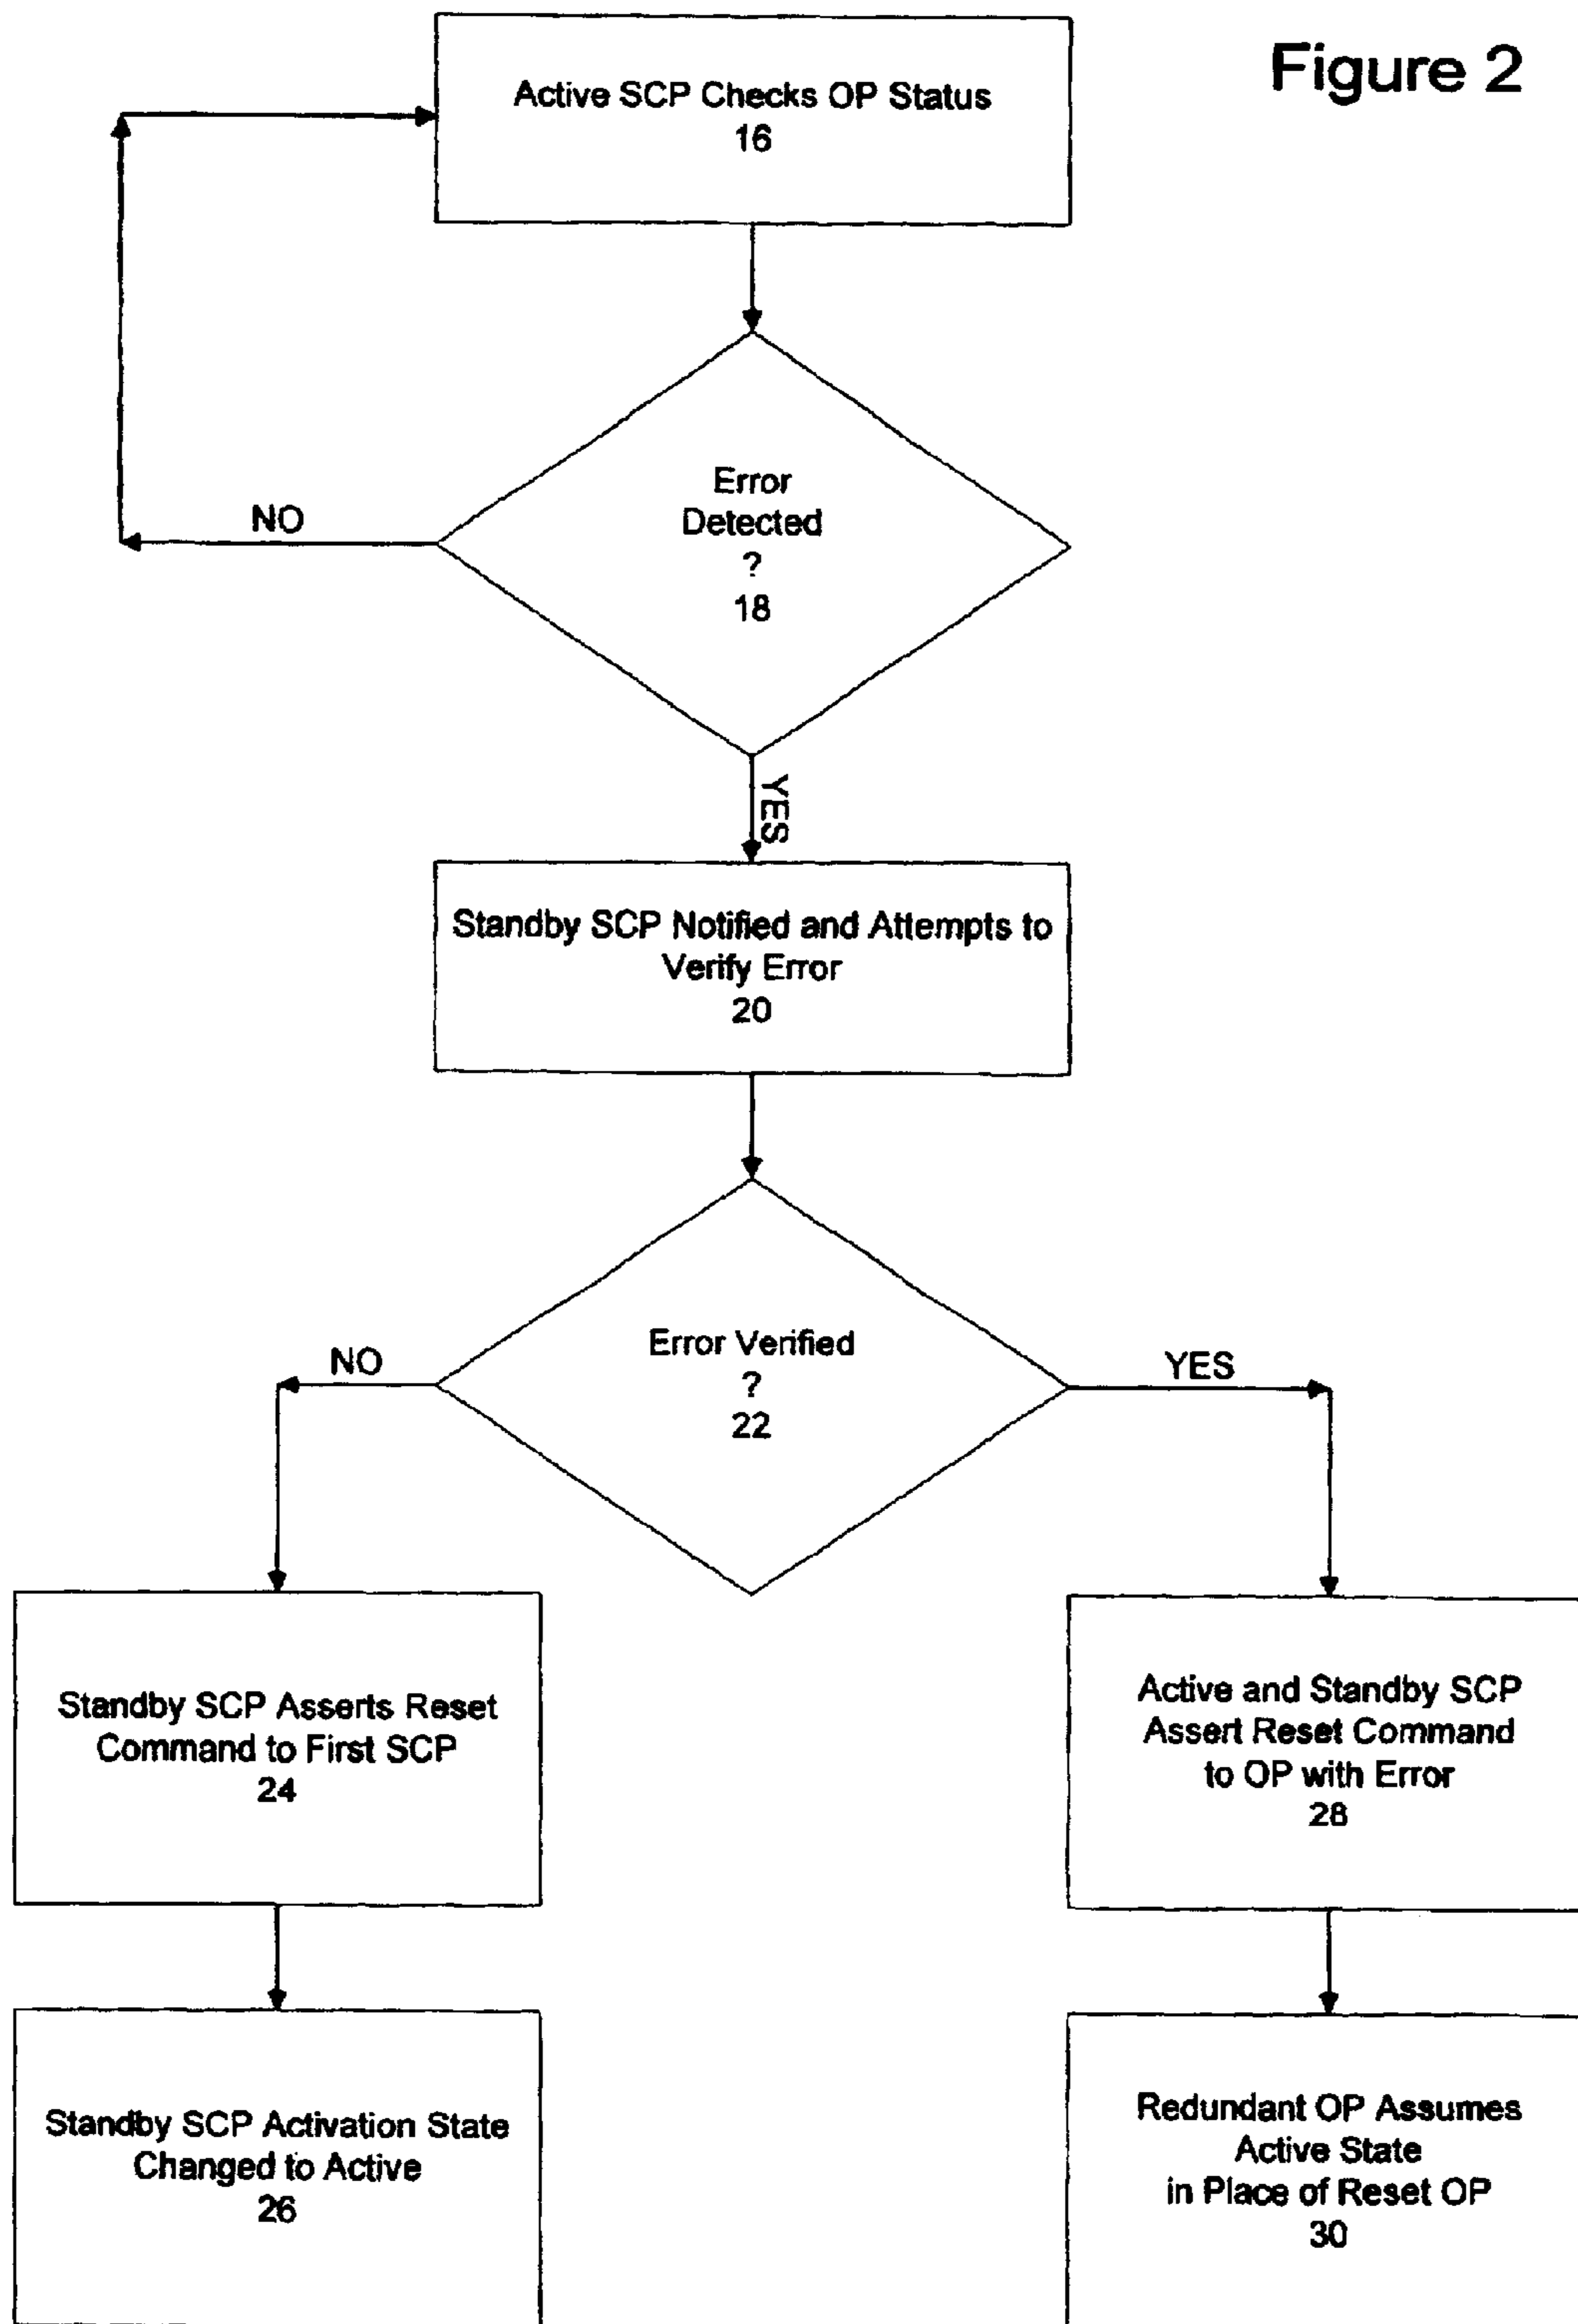 Figure 2
Active SCP Checks OP Status
16
Error
Detected
?
18
NO
YES
Standby SCP Notified and Attempts to
Verify Error
20
Error Verified
?
22
NO
YES
Standby SCP Asserts Reset
Command to First SCP
24
Active and Standby SCP
Assert Reset Command
to OP with Error
28
Standby SCP Activation State
Changed to Active
26
Redundant OP Assumes
Active State
in Place of Reset OP
30